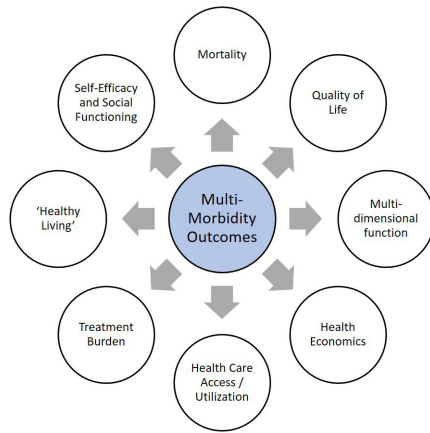 Mortality
Self-Efficacy
and Social
Functioning
Quality of
Life
Multi-
Morbidity
Outcomes
'Healthy
Living'
Multi-
dimensional
function
Treatment
Burden
Health
Economics
Health Care
Access /
Utilization